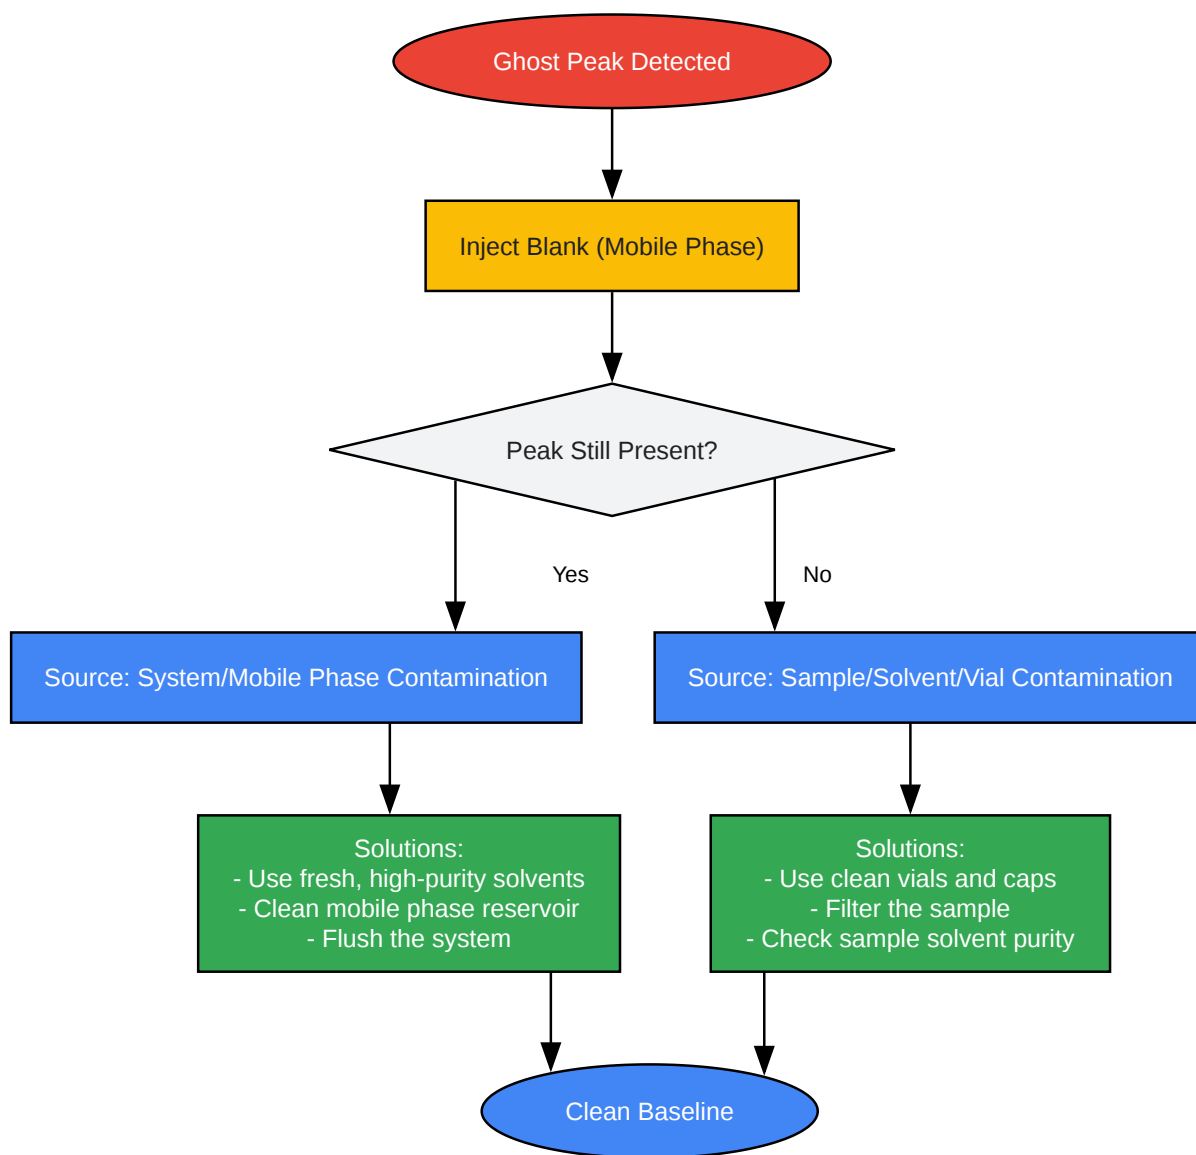 Ghost Peak Detected
Inject Blank (Mobile Phase)
Peak Still Present?
Yes
No
Source: System/Mobile Phase Contamination
Source: Sample/Solvent/Vial Contamination
Solutions:
- Use fresh, high-purity solvents
- Clean mobile phase reservoir
- Flush the system
Solutions:
- Use clean vials and caps
- Filter the sample
- Check sample solvent purity
Clean Baseline